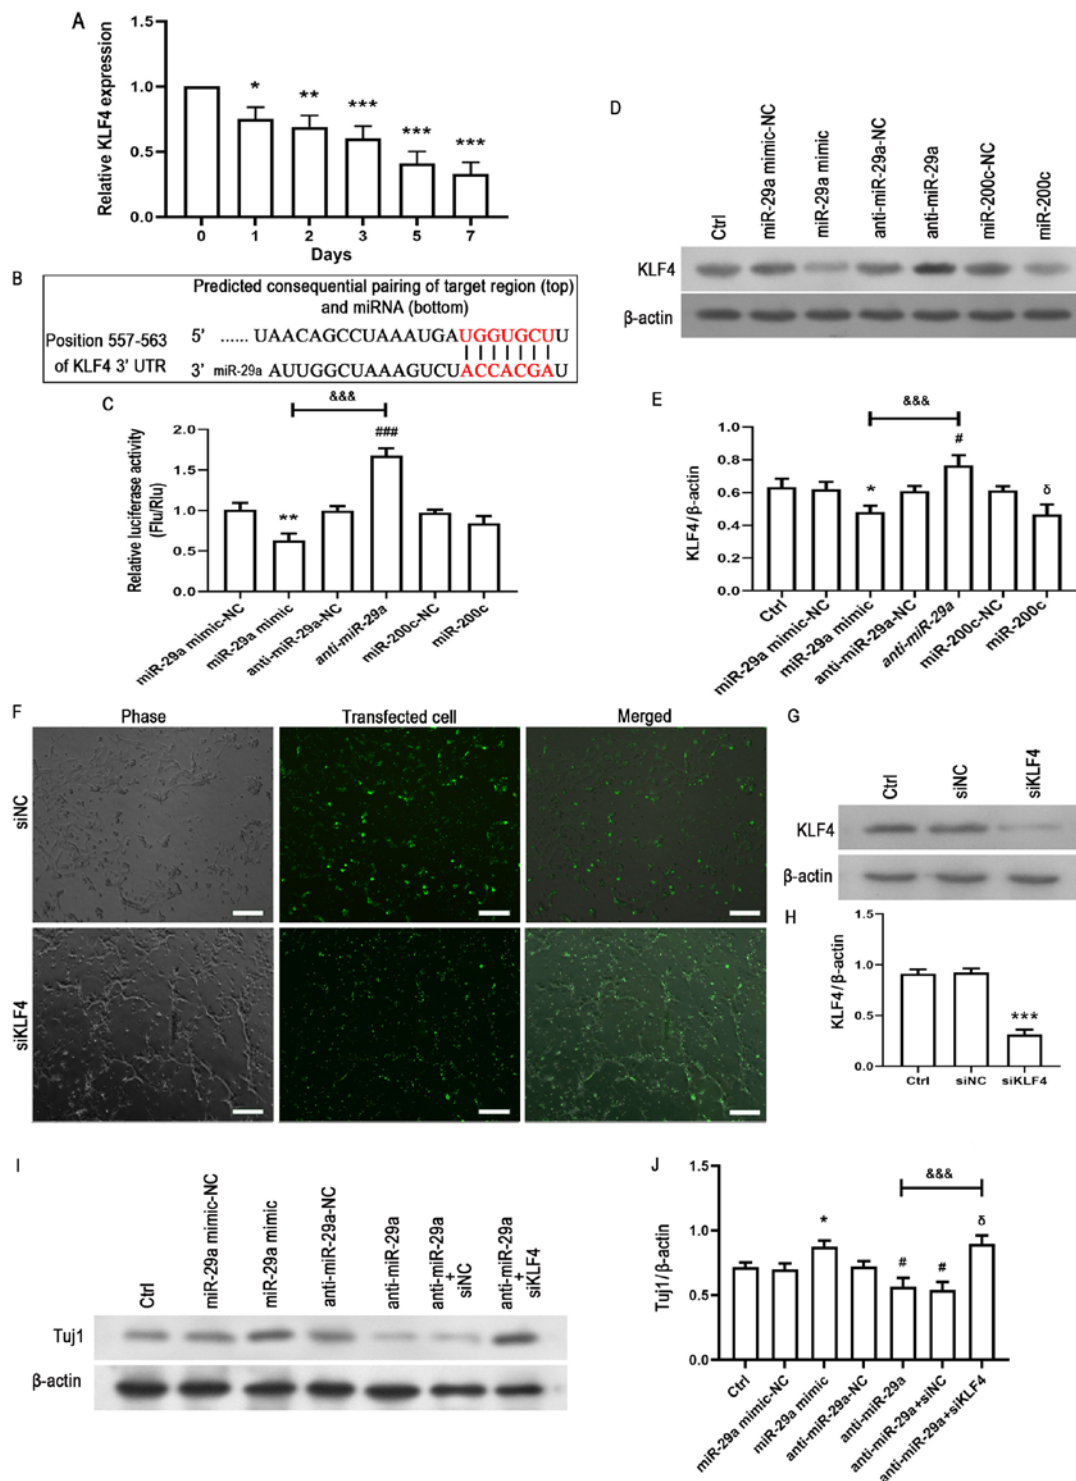 A
Relative KLF4 expression
1.5
1.0
0.5
0.0
*
**
***
***
***
0 1 2 3 5 7
Days
B
Predicted consequential pairing of target region (top)
and miRNA (bottom)
Position 557-563
of KLF4 3' UTR
5' ...... UAACAGCCUAAAUGAUGGUGCUU
3' miR-29a AUUGGCUAAAGUCUACCACGAU
C
Relative luciferase activity
(Flu/Rlu)
2.0
1.5
1.0
0.5
0.0
&&&
**
###
miR-29a mimic-NC
miR-29a mimic
anti-miR-29a-NC
anti-miR-29a
miR-200c-NC
miR-200c
D
Ctrl
miR-29a mimic-NC
miR-29a mimic
anti-miR-29a-NC
anti-miR-29a
miR-200c-NC
miR-200c
KLF4
β-actin
E
KLF4/β-actin
1.0
0.8
0.6
0.4
0.2
0.0
&&&
*
#
δ
Ctrl
miR-29a mimic-NC
miR-29a mimic
anti-miR-29a-NC
anti-miR-29a
miR-200c-NC
miR-200c
F
Phase
Transfected cell
Merged
siNC
siKLF4
G
Ctrl
siNC
siKLF4
KLF4
β-actin
H
KLF4/β-actin
1.5
1.0
0.5
0.0
***
Ctrl siNC siKLF4
I
Ctrl
miR-29a mimic-NC
miR-29a mimic
anti-miR-29a-NC
anti-miR-29a
anti-miR-29a
+
siNC
anti-miR-29a
+
siKLF4
Tuj1
β-actin
J
Tuj1/β-actin
1.5
1.0
0.5
0.0
&&&
*
#
#
δ
Ctrl
miR-29a mimic-NC
miR-29a mimic
anti-miR-29a-NC
anti-miR-29a
anti-miR-29a+siNC
anti-miR-29a+siKLF4